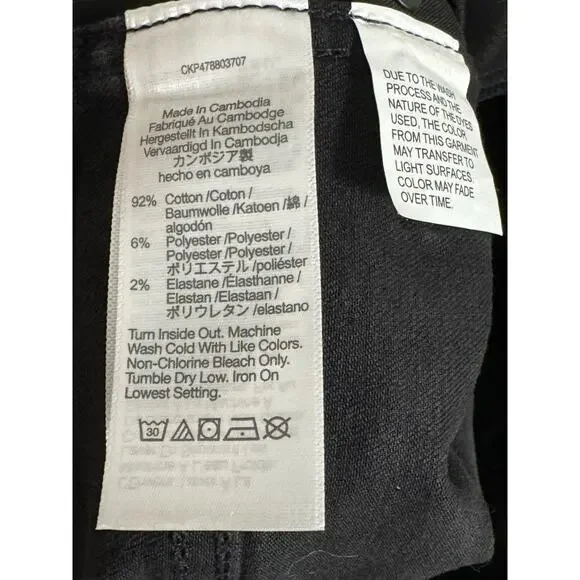 CKP478803707
Made In Cambodia
Fabriqué Au Cambodge
Hergestellt In Kambodscha
Vervaardigd In Cambodja
カンボジア製
hecho en camboya
92% Cotton /Coton /
Baumwolle /Katoen /綿 /
algodón
6% Polyester /Polyester /
Polyester /Polyester /
ポリエステル /poliéster
2% Elastane /Élasthanne /
Elastan /Elastaan /
ポリウレタン /elastano
Turn Inside Out. Machine
Wash Cold With Like Colors.
Non-Chlorine Bleach Only.
Tumble Dry Low. Iron On
Lowest Setting.
30
DUE TO THE WASH
PROCESS AND THE
NATURE OF THE DYES
USED, THE COLOR
FROM THIS GARMENT
MAY TRANSFER TO
LIGHT SURFACES
COLOR MAY FADE
OVER TIME.